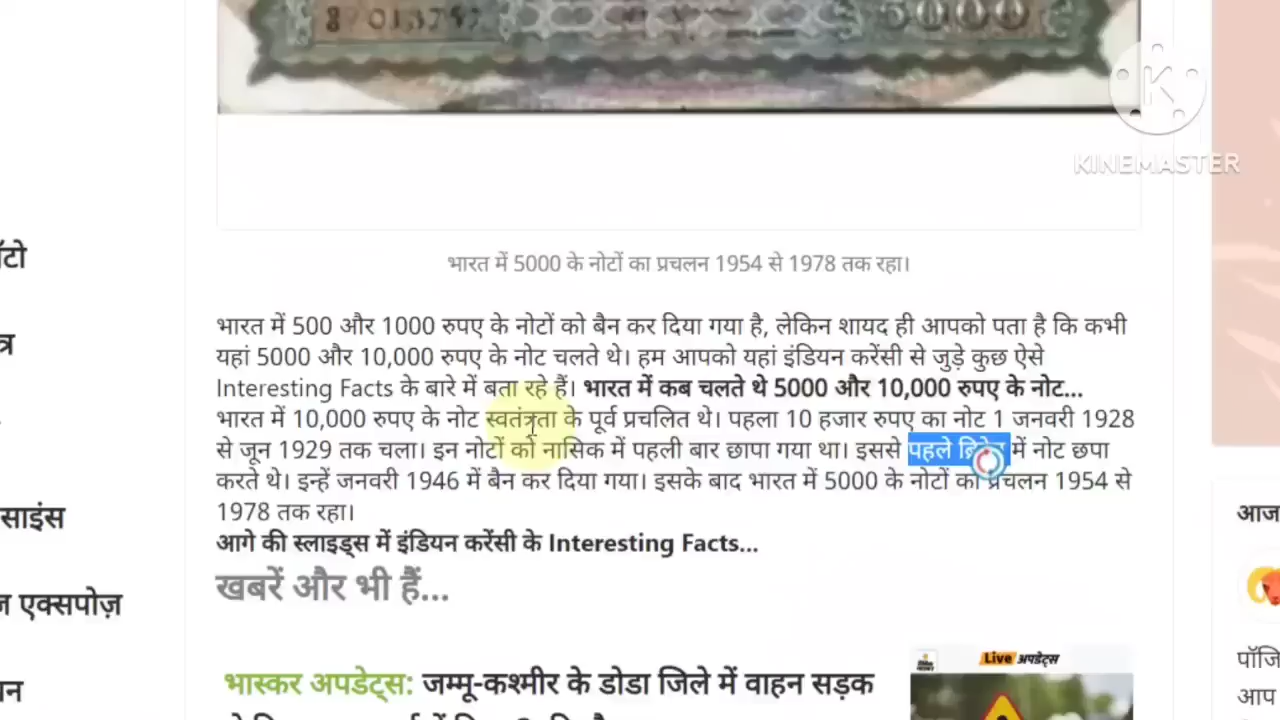 5000
KINEMASTER
भारत में 5000 के नोटों का प्रचलन 1954 से 1978 तक रहा।
भारत में 500 और 1000 रुपए के नोटों को बैन कर दिया गया है, लेकिन शायद ही आपको पता है कि कभी
यहां 5000 और 10,000 रुपए के नोट चलते थे। हम आपको यहां इंडियन करेंसी से जुड़े कुछ ऐसे
Interesting Facts के बारे में बता रहे हैं। भारत में कब चलते थे 5000 और 10,000 रुपए के नोट...
भारत में 10,000 रुपए के नोट स्वतंत्रता के पूर्व प्रचलित थे। पहला 10 हजार रुपए का नोट 1 जनवरी 1928
से जून 1929 तक चला। इन नोटों को नासिक में पहली बार छापा गया था। इससे पहले ब्रिटेन में नोट छपा
करते थे। इन्हें जनवरी 1946 में बैन कर दिया गया। इसके बाद भारत में 5000 के नोटों का प्रचलन 1954 से
1978 तक रहा।
आगे की स्लाइड्स में इंडियन करेंसी के Interesting Facts...
खबरें और भी हैं...
भास्कर अपडेट्स: जम्मू-कश्मीर के डोडा जिले में वाहन सड़क
Live अपडेट्स
साइंस
एक्सपोज़
आज
आप